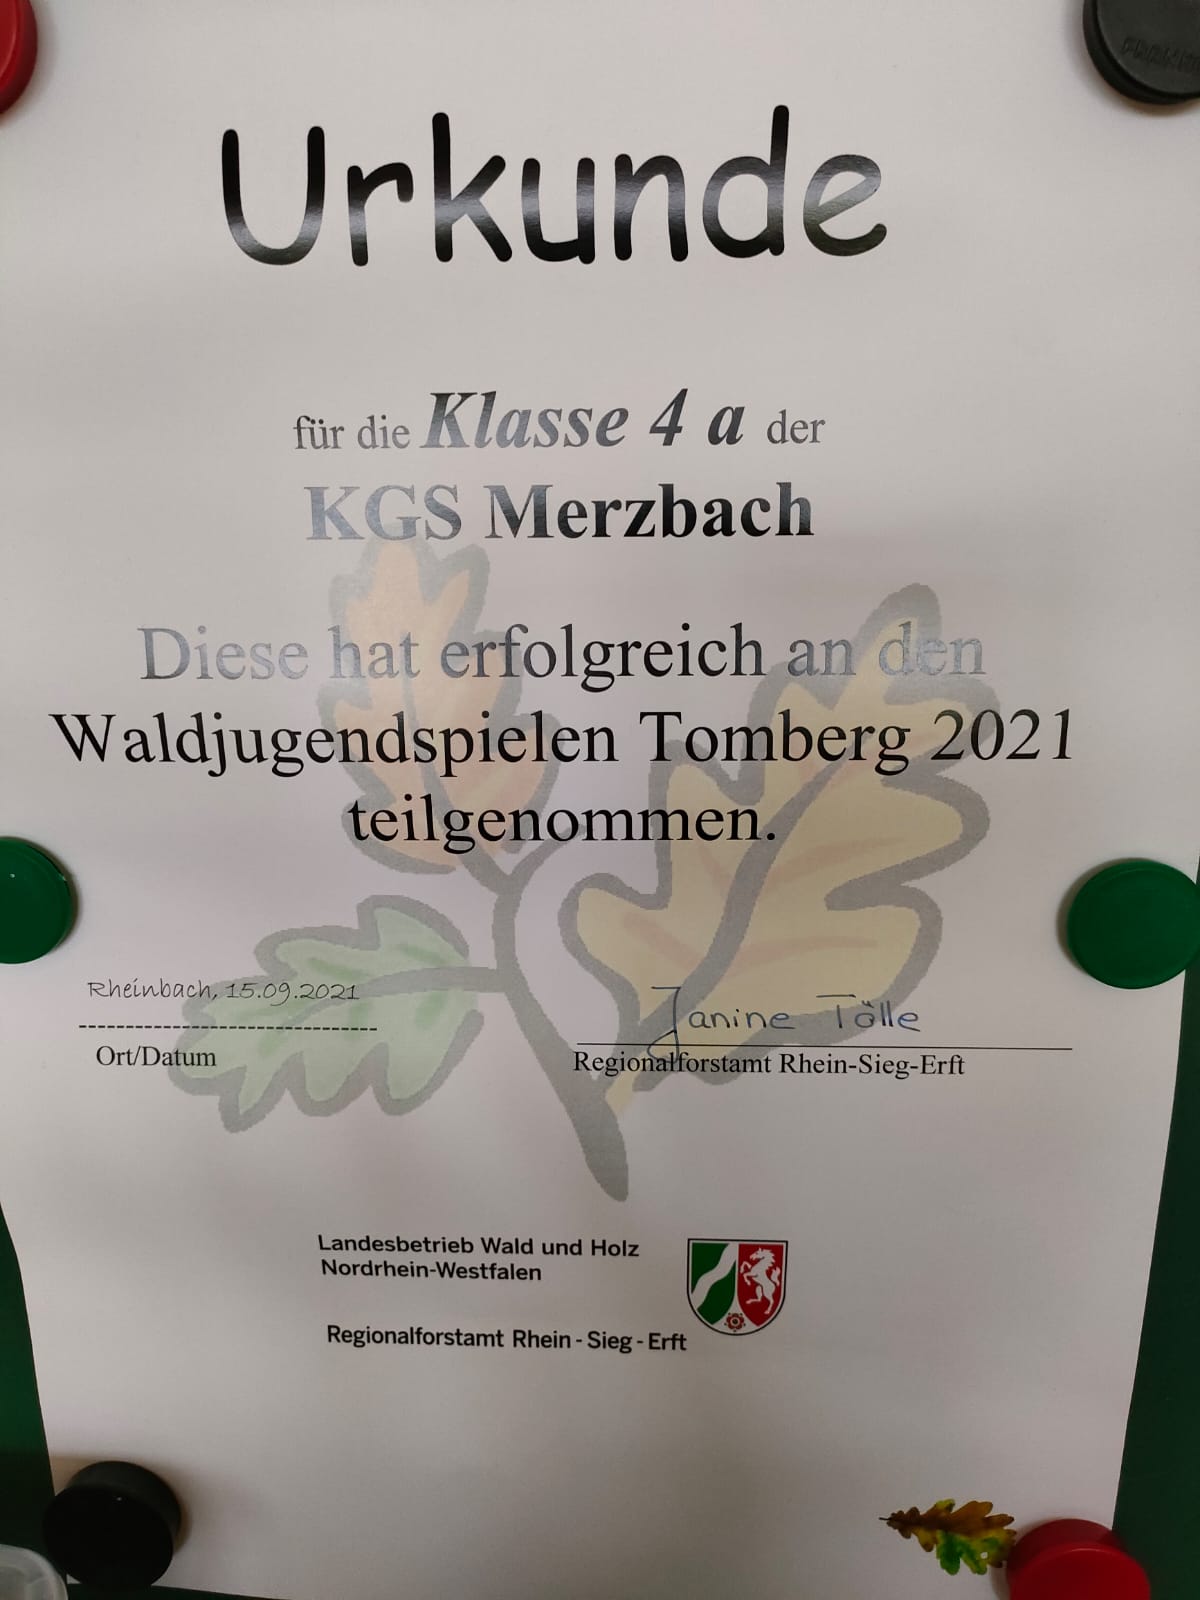 Urkunde
für die Klasse 4 a der
KGS Merzbach
Diese hat erfolgreich an den
Waldjugendspielen Tomberg 2021
teilgenommen.
Rheinbach, 15.09.2021
Ort/Datum
Janine Tölle
Regionalforstamt Rhein-Sieg-Erft
Landesbetrieb Wald und Holz
Nordrhein-Westfalen
Regionalforstamt Rhein - Sieg - Erft